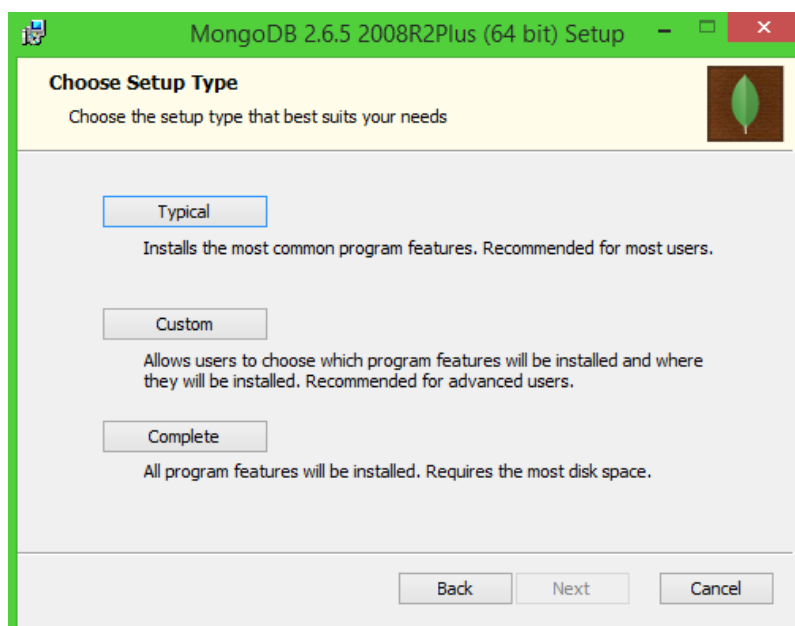 MongoDB 2.6.5 2008R2Plus (64 bit) Setup
Choose Setup Type
Choose the setup type that best suits your needs
Typical
Installs the most common program features. Recommended for most users.
Custom
Allows users to choose which program features will be installed and where
they will be installed. Recommended for advanced users.
Complete
All program features will be installed. Requires the most disk space.
Back Next Cancel